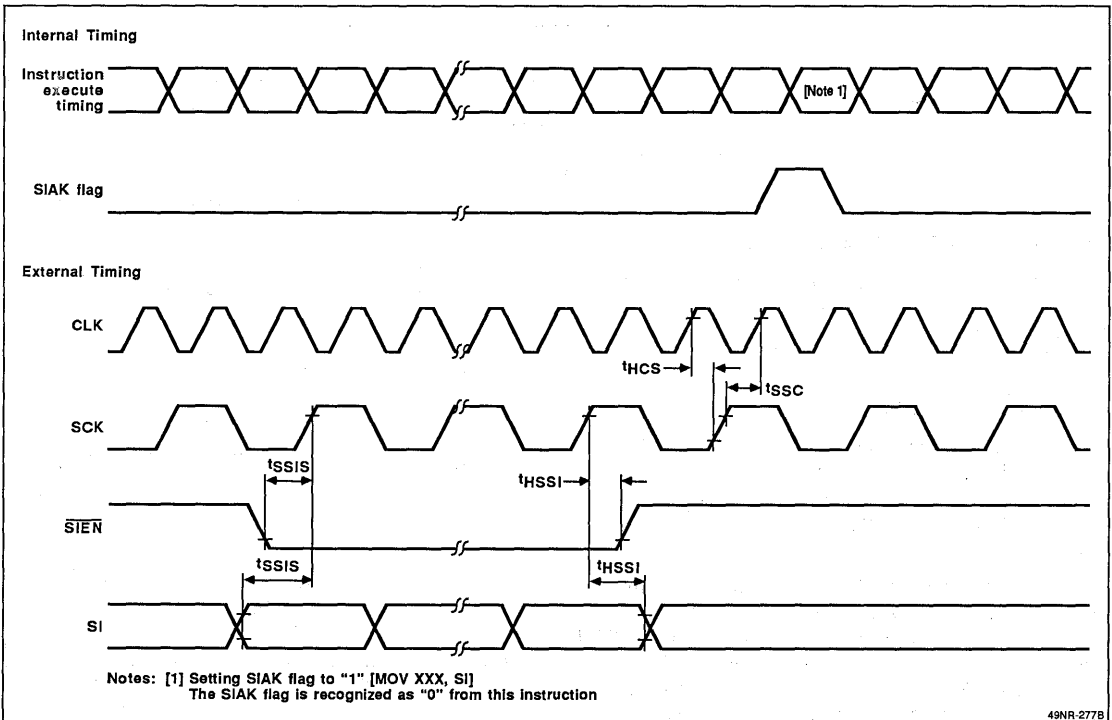 Internal Timing
Instruction
execute
timing
[Note 1]
SIAK flag
External Timing
CLK
tHCS
tSSC
SCK
tSSIS
tHSSI
SIEN
tSSIS
tHSSI
SI
Notes: [1] Setting SIAK flag to "1" [MOV XXX, SI]
The SIAK flag is recognized as "0" from this instruction
49NR-277B